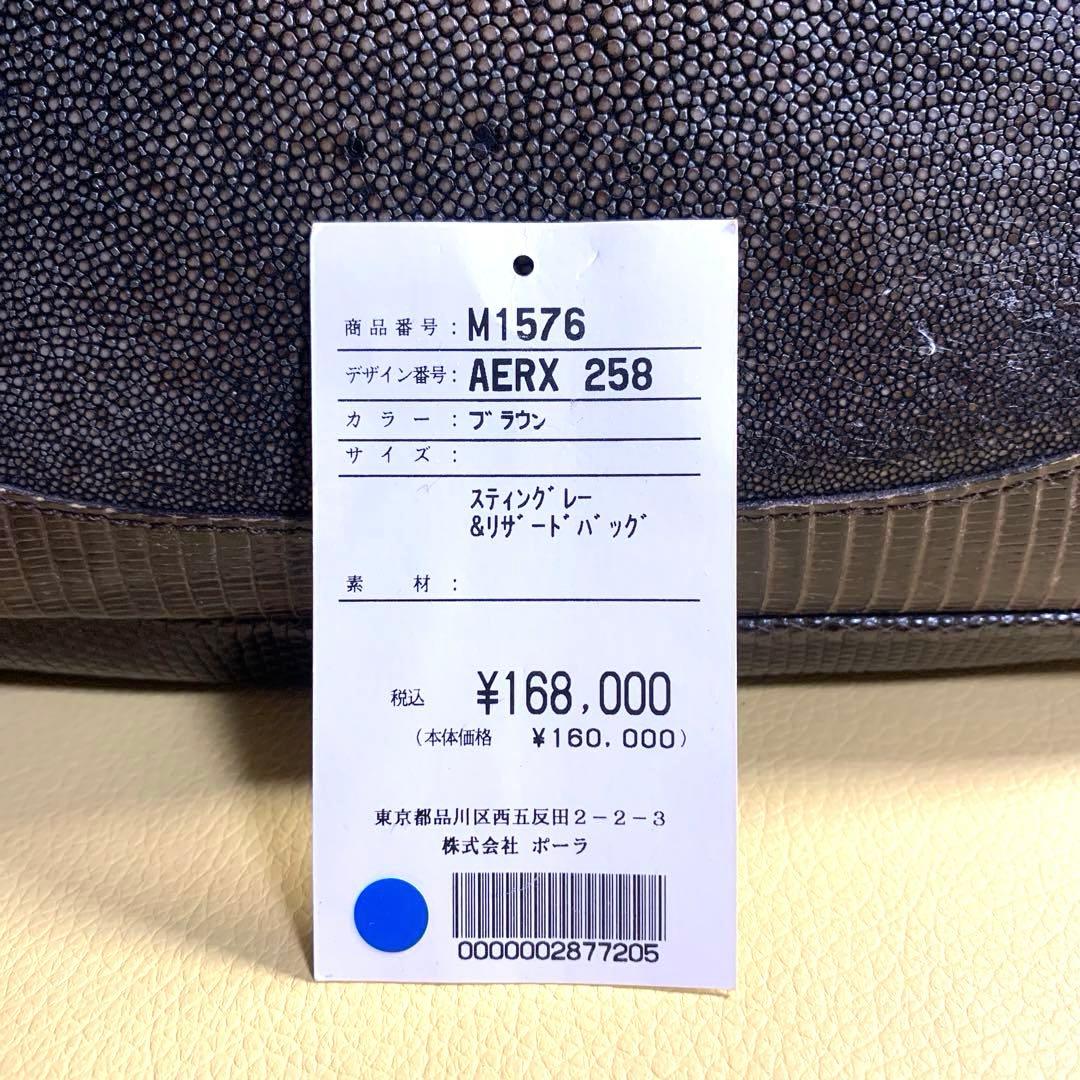 商品番号：M1576
デザイン番号：AERX 258
カラー：ﾌﾞﾗｳﾝ
サイズ：
ｽﾃｨﾝｸﾞﾚｰ
&ﾘｻﾞｰﾄﾞﾊﾞｯｸﾞ
素材：
税込 ¥168,000
（本体価格 ¥160,000）
東京都品川区西五反田２－２－３
株式会社 ポーラ
0000002877205